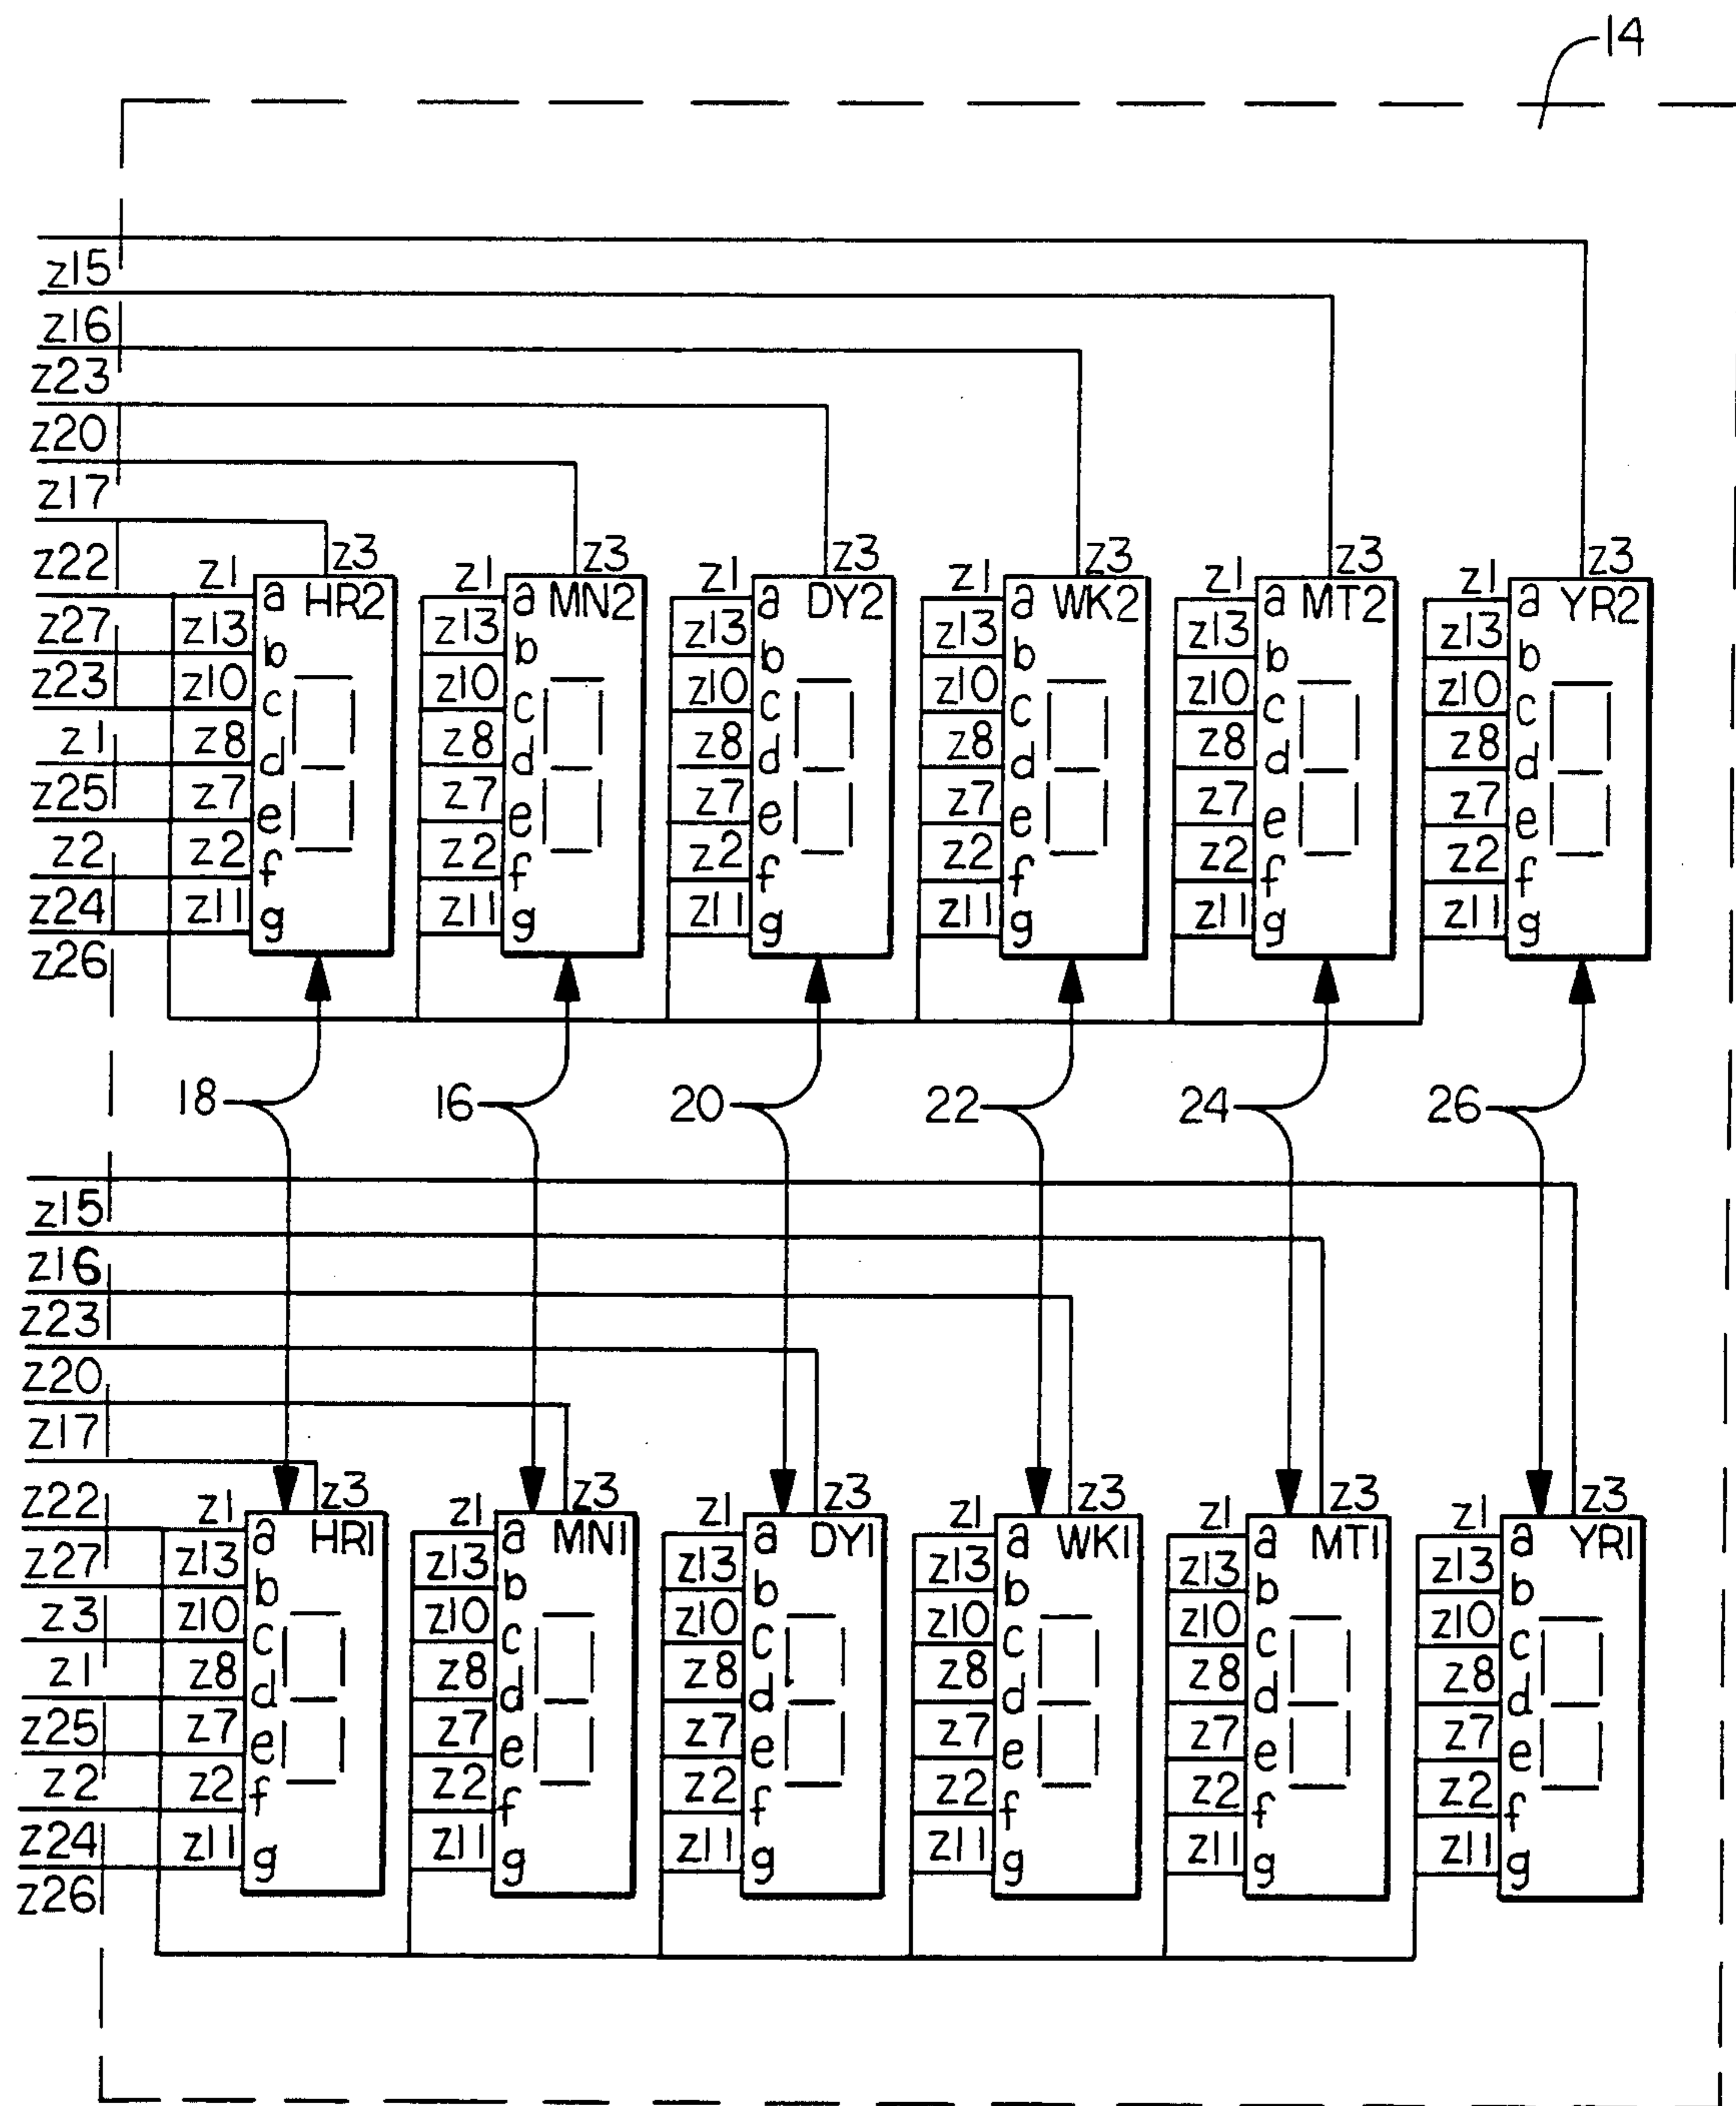 14
z15
z16
z23
z20
z17
z22 z1 z3 z1 z3 z1 z3 z1 z3 z1 z3 z1 z3
a HR2 a MN2 a DY2 a WK2 a MT2 a YR2
z27 z13 b z13 b z13 b z13 b z13 b z13 b
z23 z10 c z10 c z10 c z10 c z10 c z10 c
z1 z8 d z8 d z8 d z8 d z8 d z8 d
z25 z7 e z7 e z7 e z7 e z7 e z7 e
z2 z2 f z2 f z2 f z2 f z2 f z2 f
z24 z11 g z11 g z11 g z11 g z11 g z11 g
z26
18 16 20 22 24 26
z15
z16
z23
z20
z17
z22 z1 z3 z1 z3 z1 z3 z1 z3 z1 z3 z1 z3
a HR1 a MN1 a DY1 a WK1 a MT1 a YR1
z27 z13 b z13 b z13 b z13 b z13 b z13 b
z3 z10 c z10 c z10 c z10 c z10 c z10 c
z1 z8 d z8 d z8 d z8 d z8 d z8 d
z25 z7 e z7 e z7 e z7 e z7 e z7 e
z2 z2 f z2 f z2 f z2 f z2 f z2 f
z24 z11 g z11 g z11 g z11 g z11 g z11 g
z26